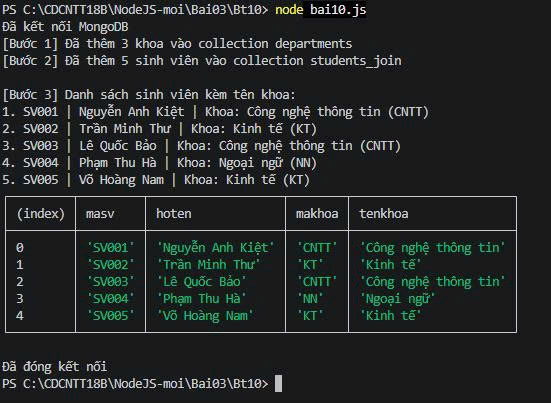 PS C:\CDCNTT18B\NodeJS-moi\Bai03\Bt10> node bai10.js
Đã kết nối MongoDB
[Bước 1] Đã thêm 3 khoa vào collection departments
[Bước 2] Đã thêm 5 sinh viên vào collection students_join
[Bước 3] Danh sách sinh viên kèm tên khoa:
1. SV001 | Nguyễn Anh Kiệt | Khoa: Công nghệ thông tin (CNTT)
2. SV002 | Trần Minh Thư | Khoa: Kinh tế (KT)
3. SV003 | Lê Quốc Bảo | Khoa: Công nghệ thông tin (CNTT)
4. SV004 | Phạm Thu Hà | Khoa: Ngoại ngữ (NN)
5. SV005 | Võ Hoàng Nam | Khoa: Kinh tế (KT)
(index) masv hoten makhoa tenkhoa
0 'SV001' 'Nguyễn Anh Kiệt' 'CNTT' 'Công nghệ thông tin'
1 'SV002' 'Trần Minh Thư' 'KT' 'Kinh tế'
2 'SV003' 'Lê Quốc Bảo' 'CNTT' 'Công nghệ thông tin'
3 'SV004' 'Phạm Thu Hà' 'NN' 'Ngoại ngữ'
4 'SV005' 'Võ Hoàng Nam' 'KT' 'Kinh tế'
Đã đóng kết nối
PS C:\CDCNTT18B\NodeJS-moi\Bai03\Bt10>